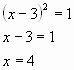 (x − 3)² = 1
x − 3 = 1
x = 4